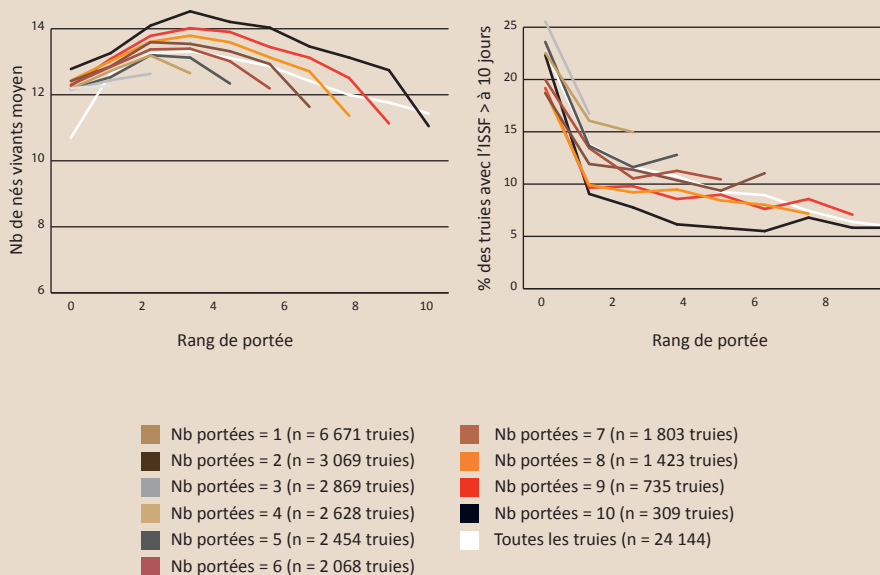 Nb de nés vivants moyen
14
12
10
8
6
0 2 4 6 8 10
Rang de portée
% des truies avec l'ISSF > à 10 jours
25
20
15
10
5
0
0 2 4 6 8
Rang de portée
Nb portées = 1 (n = 6 671 truies)
Nb portées = 2 (n = 3 069 truies)
Nb portées = 3 (n = 2 869 truies)
Nb portées = 4 (n = 2 628 truies)
Nb portées = 5 (n = 2 454 truies)
Nb portées = 6 (n = 2 068 truies)
Nb portées = 7 (n = 1 803 truies)
Nb portées = 8 (n = 1 423 truies)
Nb portées = 9 (n = 735 truies)
Nb portées = 10 (n = 309 truies)
Toutes les truies (n = 24 144)